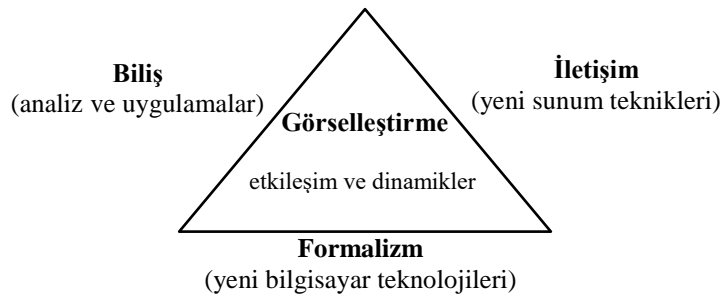 Biliş
(analiz ve uygulamalar)
İletişim
(yeni sunum teknikleri)
Görselleştirme
etkileşim ve dinamikler
Formalizm
(yeni bilgisayar teknolojileri)